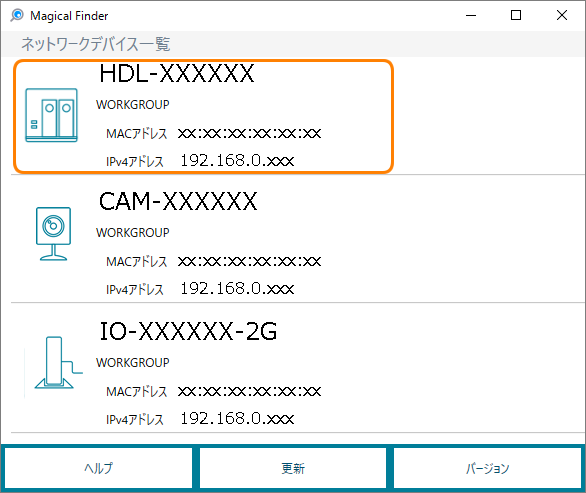 Magical Finder
ネットワークデバイス一覧
HDL-XXXXXX
WORKGROUP
MACアドレス xx:xx:xx:xx:xx:xx
IPv4アドレス 192.168.0.xxx
CAM-XXXXXX
WORKGROUP
MACアドレス xx:xx:xx:xx:xx:xx
IPv4アドレス 192.168.0.xxx
IO-XXXXXX-2G
WORKGROUP
MACアドレス xx:xx:xx:xx:xx:xx
IPv4アドレス 192.168.0.xxx
ヘルプ 更新 バージョン